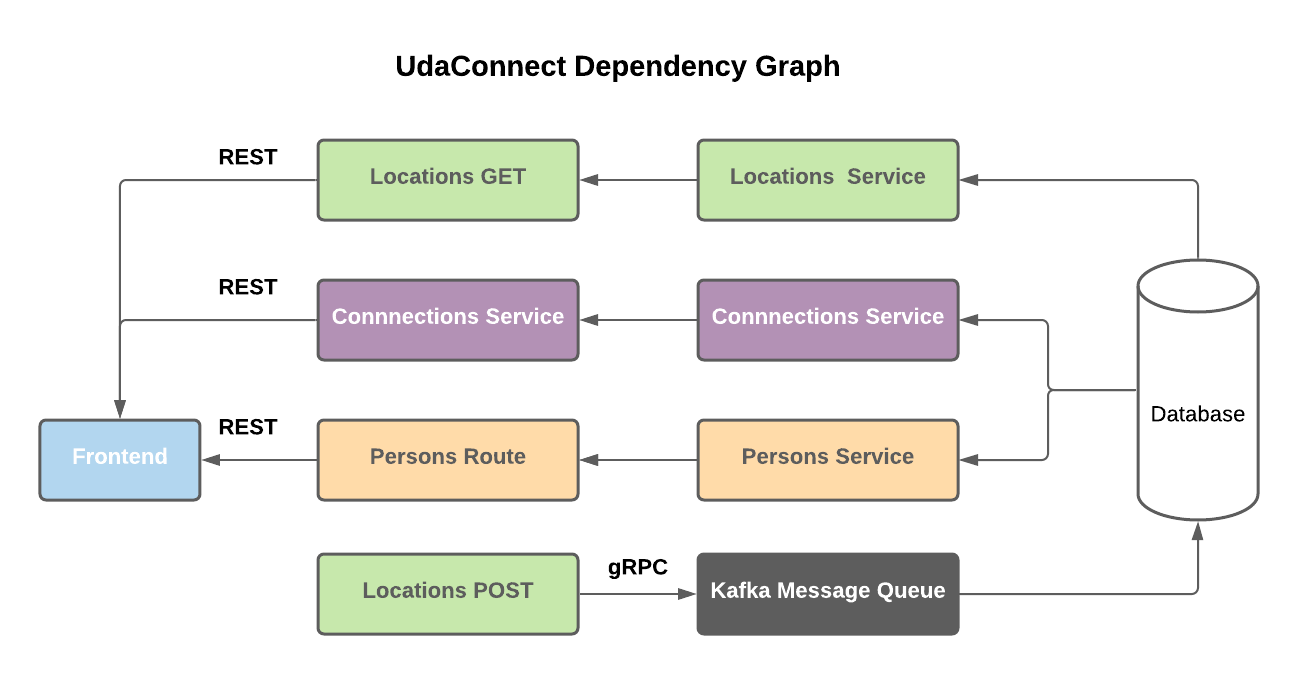 UdaConnect Dependency Graph
REST
Locations GET
Locations  Service
REST
Connnections Service
Connnections Service
Database
REST
Frontend
Persons Route
Persons Service
gRPC
Locations POST
Kafka Message Queue